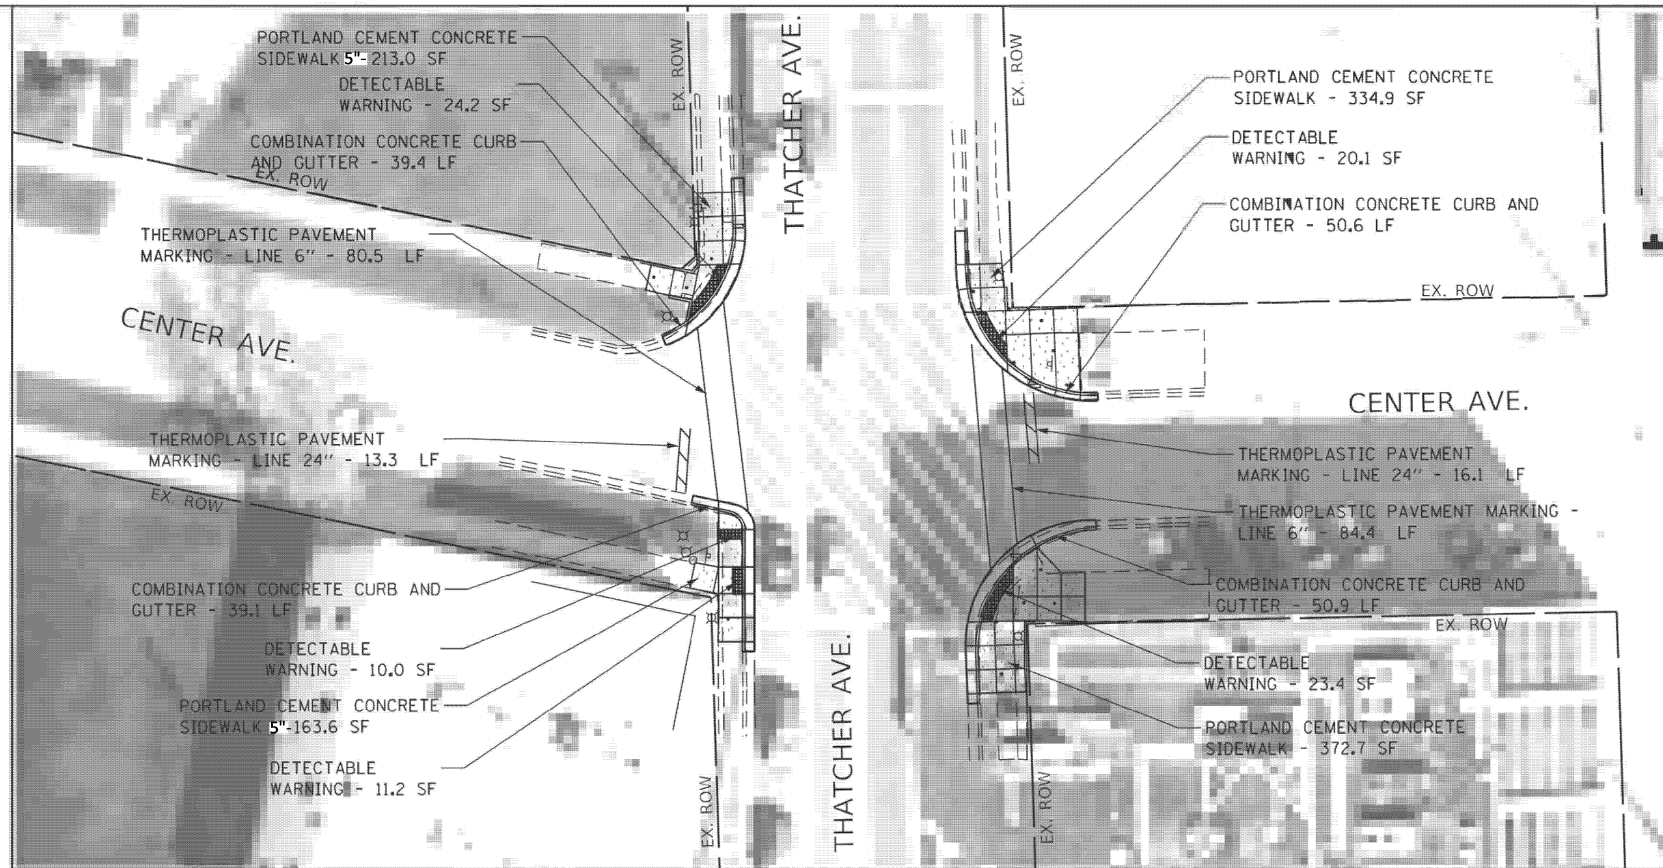 PORTLAND CEMENT CONCRETE
SIDEWALK 5"- 213.0 SF
DETECTABLE
WARNING - 24.2 SF
COMBINATION CONCRETE CURB
AND GUTTER - 39.4 LF
EX. ROW
THERMOPLASTIC PAVEMENT
MARKING - LINE 6" - 80.5 LF
CENTER AVE.
THERMOPLASTIC PAVEMENT
MARKING - LINE 24" - 13.3 LF
EX. ROW
COMBINATION CONCRETE CURB AND
GUTTER - 39.1 LF
DETECTABLE
WARNING - 10.0 SF
PORTLAND CEMENT CONCRETE
SIDEWALK 5"-163.6 SF
DETECTABLE
WARNING - 11.2 SF
EX. ROW
THATCHER AVE.
EX. ROW
PORTLAND CEMENT CONCRETE
SIDEWALK - 334.9 SF
DETECTABLE
WARNING - 20.1 SF
COMBINATION CONCRETE CURB AND
GUTTER - 50.6 LF
EX. ROW
CENTER AVE.
THERMOPLASTIC PAVEMENT
MARKING - LINE 24" - 16.1 LF
THERMOPLASTIC PAVEMENT MARKING -
LINE 6" - 84.4 LF
COMBINATION CONCRETE CURB AND
GUTTER - 50.9 LF
EX. ROW
DETECTABLE
WARNING - 23.4 SF
PORTLAND CEMENT CONCRETE
SIDEWALK - 372.7 SF
EX. ROW
THATCHER AVE.
EX. ROW